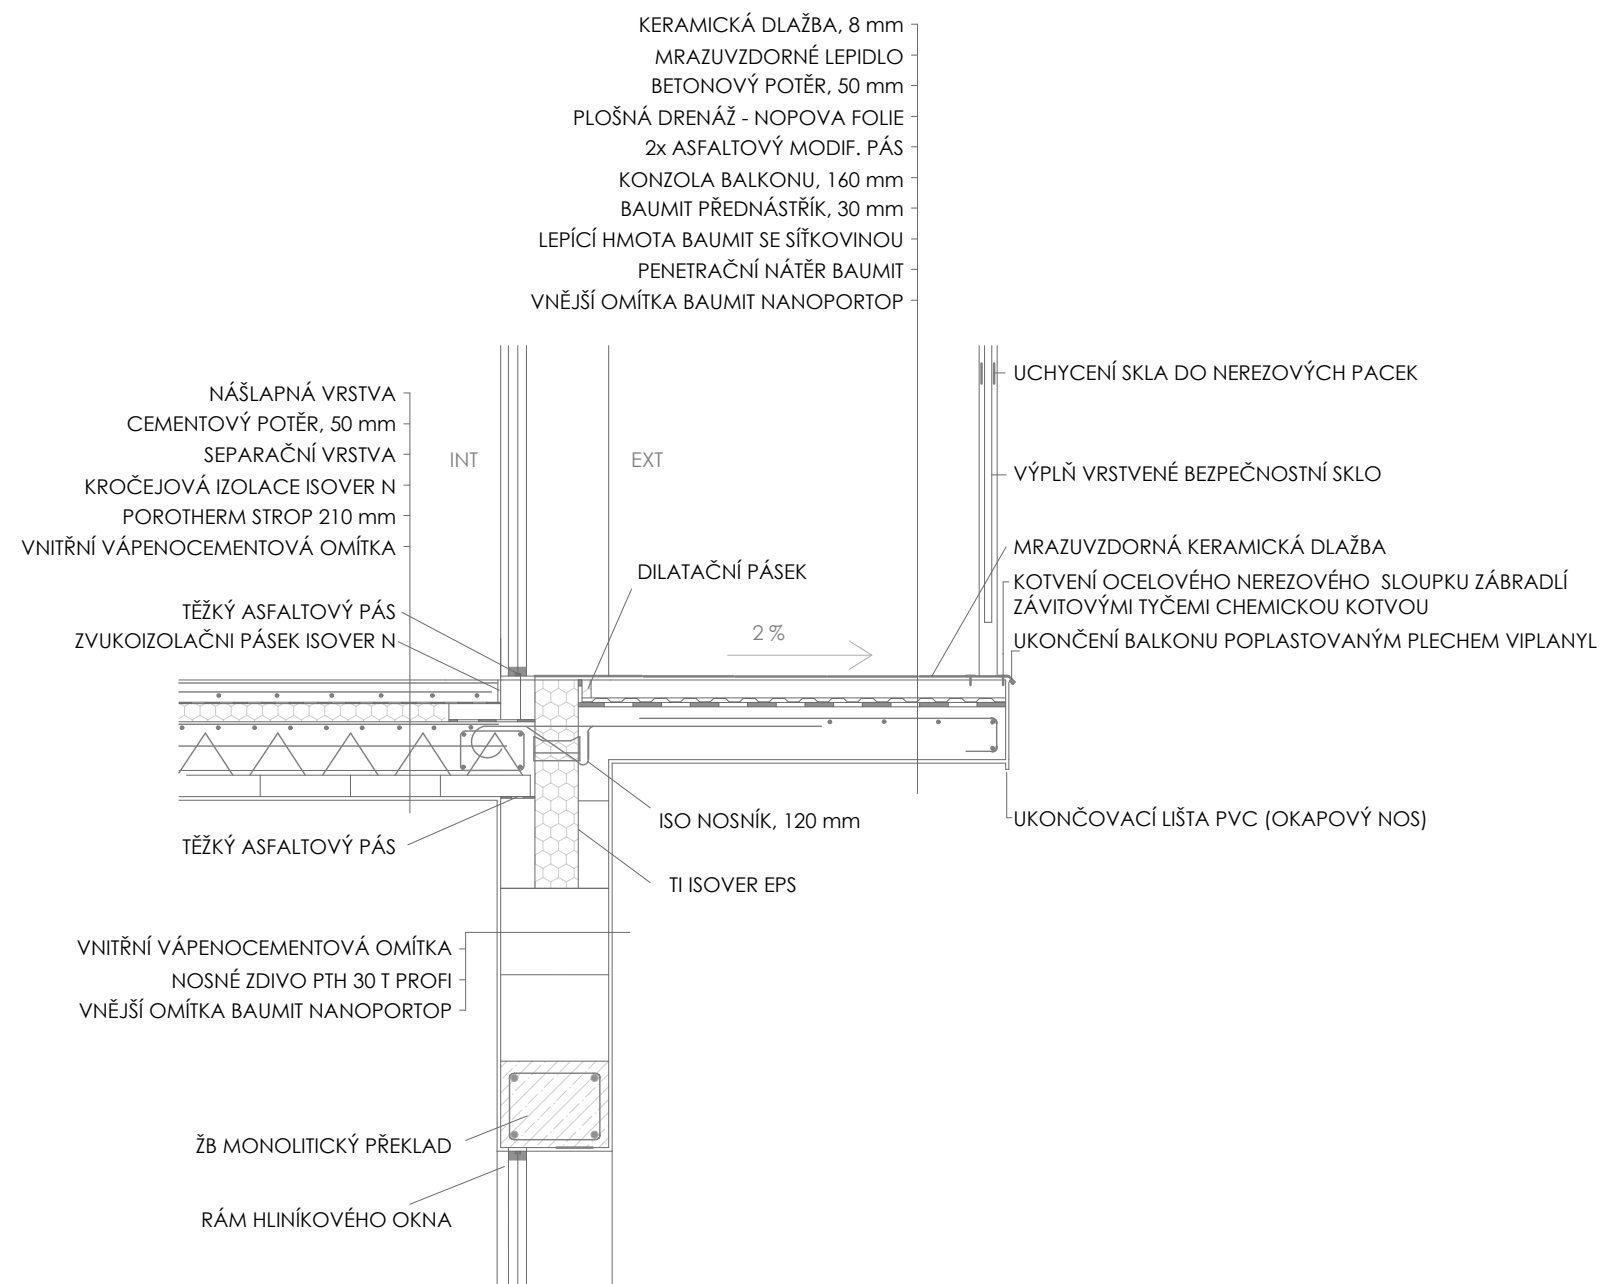 KERAMICKÁ DLAŽBA, 8 mm
MRAZUVZDORNÉ LEPIDLO
BETONOVÝ POTĚR, 50 mm
PLOŠNÁ DRENÁŽ - NOPOVA FOLIE
2x ASFALTOVÝ MODIF. PÁS
KONZOLA BALKONU, 160 mm
BAUMIT PŘEDNÁSTŘÍK, 30 mm
LEPÍCÍ HMOTA BAUMIT SE SÍŤKOVINOU
PENETRAČNÍ NÁTĚR BAUMIT
VNĚJŠÍ OMÍTKA BAUMIT NANOPORTOP
NÁŠLAPNÁ VRSTVA
CEMENTOVÝ POTĚR, 50 mm
SEPARAČNÍ VRSTVA
KROČEJOVÁ IZOLACE ISOVER N
POROTHERM STROP 210 mm
VNITŘNÍ VÁPENOCEMENTOVÁ OMÍTKA
INT
EXT
UCHYCENÍ SKLA DO NEREZOVÝCH PACEK
VÝPLŇ VRSTVENÉ BEZPEČNOSTNÍ SKLO
MRAZUVZDORNÁ KERAMICKÁ DLAŽBA
KOTVENÍ OCELOVÉHO NEREZOVÉHO SLOUPKU ZÁBRADLÍ
ZÁVITOVÝMI TYČEMI CHEMICKOU KOTVOU
UKONČENÍ BALKONU POPLASTOVANÝM PLECHEM VIPLANYL
DILATAČNÍ PÁSEK
2 %
TĚŽKÝ ASFALTOVÝ PÁS
ZVUKOIZOLAČNI PÁSEK ISOVER N
ISO NOSNÍK, 120 mm
UKONČOVACÍ LIŠTA PVC (OKAPOVÝ NOS)
TĚŽKÝ ASFALTOVÝ PÁS
TI ISOVER EPS
VNITŘNÍ VÁPENOCEMENTOVÁ OMÍTKA
NOSNÉ ZDIVO PTH 30 T PROFI
VNĚJŠÍ OMÍTKA BAUMIT NANOPORTOP
ŽB MONOLITICKÝ PŘEKLAD
RÁM HLINÍKOVÉHO OKNA